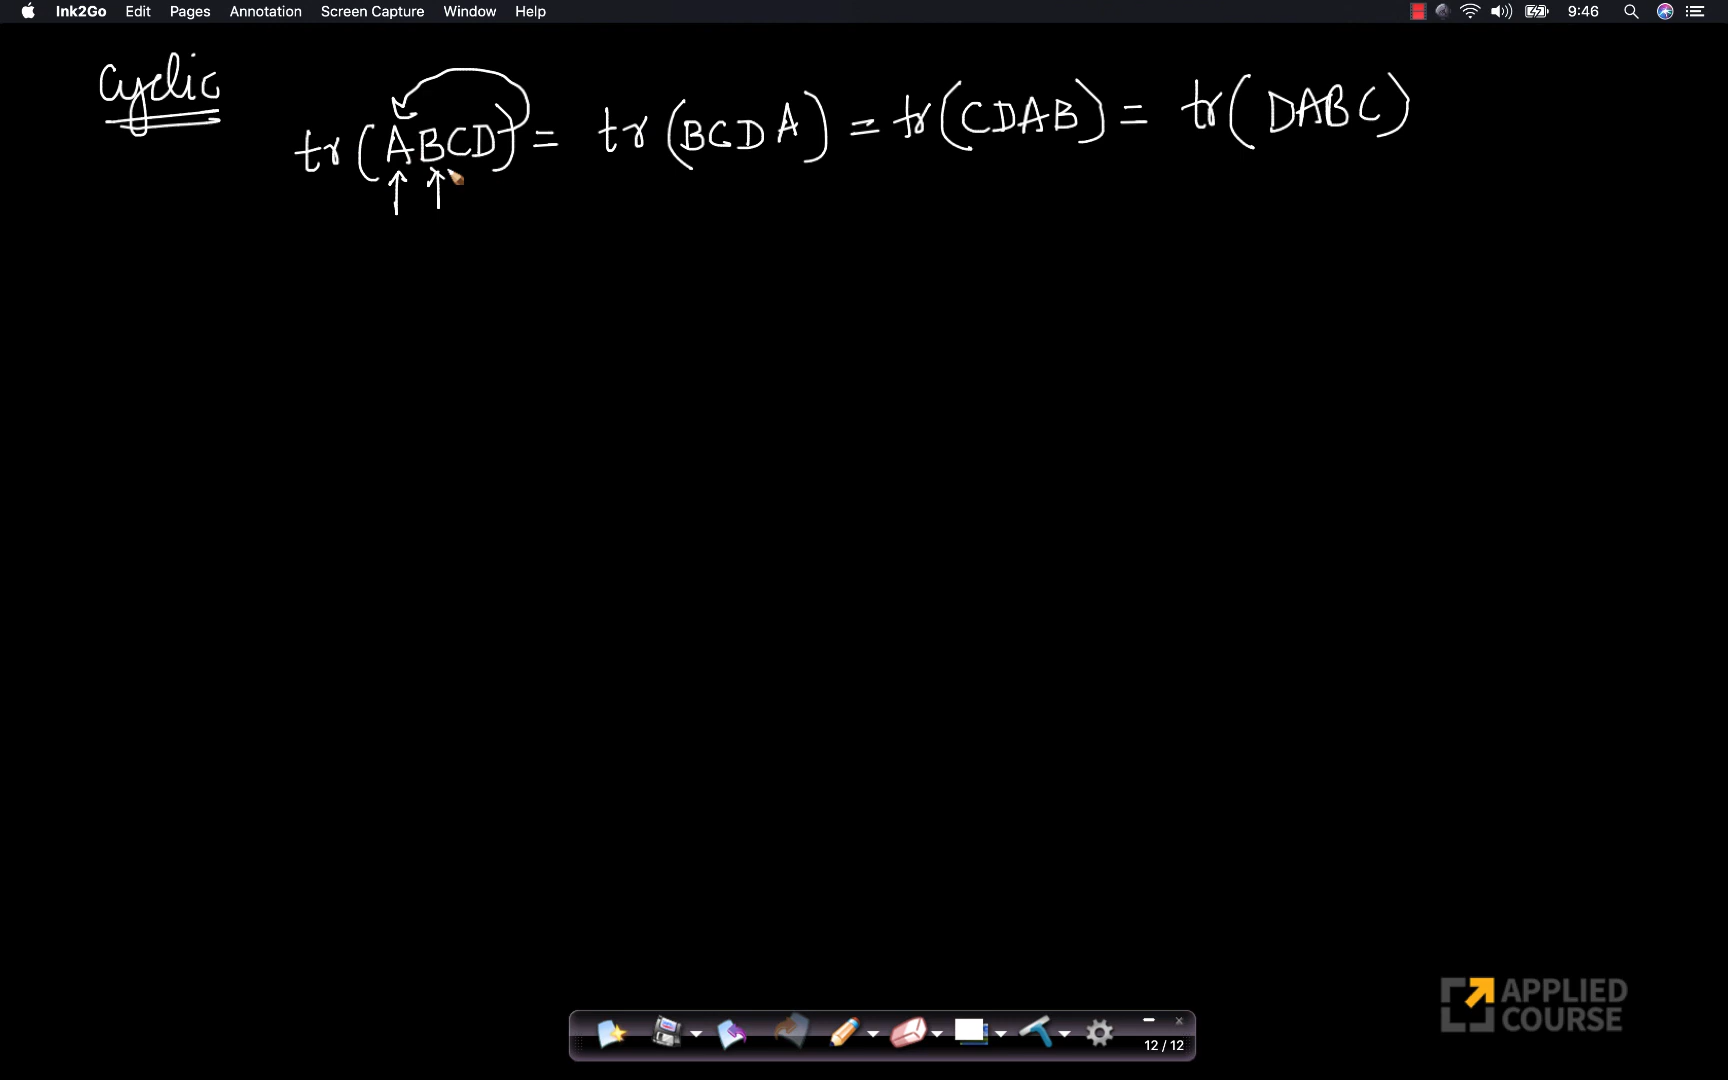 Ink2Go Edit Pages Annotation Screen Capture Window Help 9:46
Cyclic
tr(ABCD) = tr(BCDA) = tr(CDAB) = tr(DABC)
12 / 12
APPLIED
COURSE